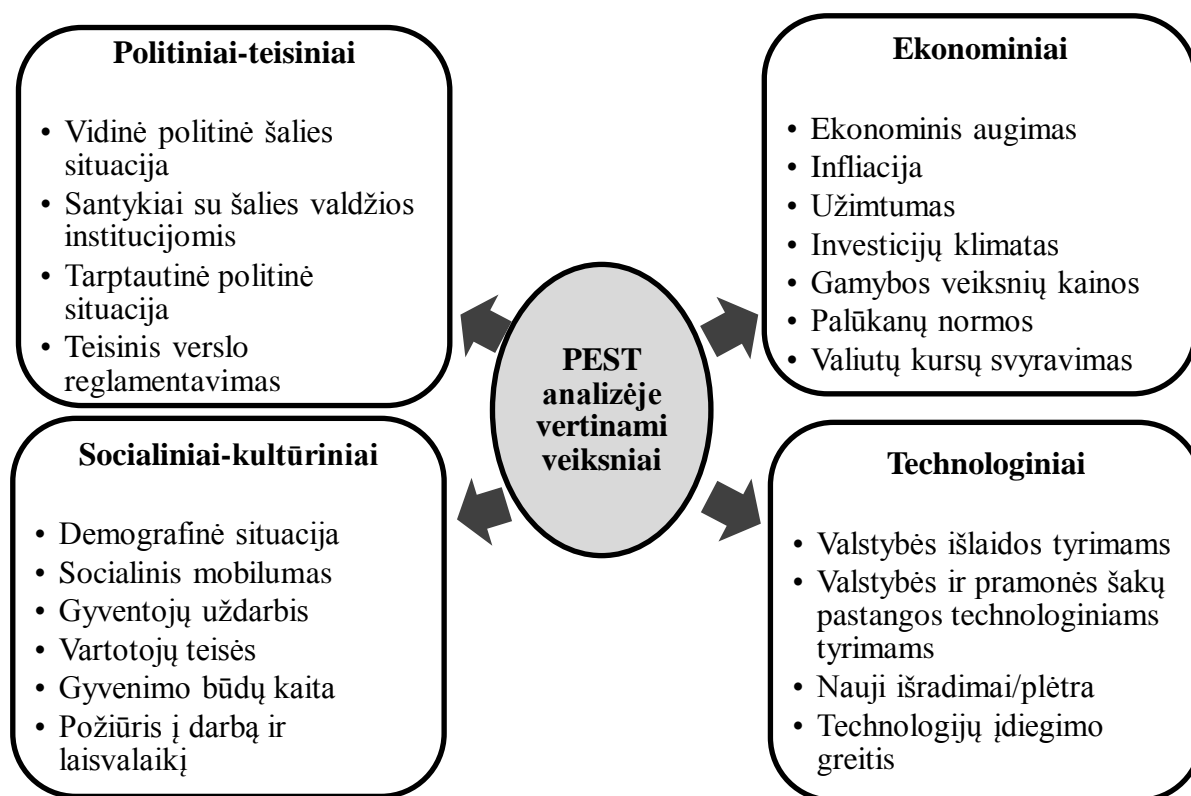 Politiniai-teisiniai
• Vidinė politinė šalies
situacija
• Santykiai su šalies valdžios
institucijomis
• Tarptautinė politinė
situacija
• Teisinis verslo
reglamentavimas
Ekonominiai
• Ekonominis augimas
• Infliacija
• Užimtumas
• Investicijų klimatas
• Gamybos veiksnių kainos
• Palūkanų normos
• Valiutų kursų svyravimas
PEST
analizėje
vertinami
veiksniai
Socialiniai-kultūriniai
• Demografinė situacija
• Socialinis mobilumas
• Gyventojų uždarbis
• Vartotojų teisės
• Gyvenimo būdų kaita
• Požiūris į darbą ir
laisvalaikį
Technologiniai
• Valstybės išlaidos tyrimams
• Valstybės ir pramonės šakų
pastangos technologiniams
tyrimams
• Nauji išradimai/plėtra
• Technologijų įdiegimo
greitis